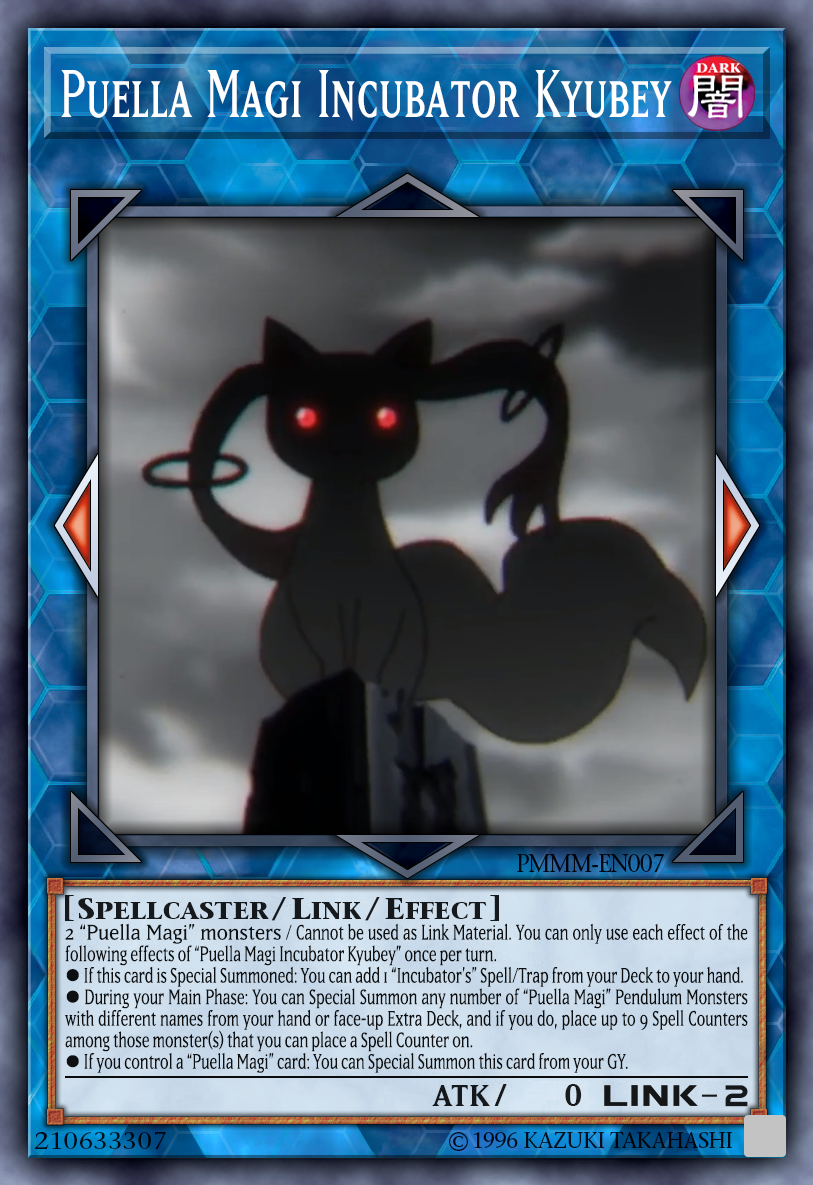 Puella Magi Incubator Kyubey
DARK
闇
PMMM-EN007
[Spellcaster/Link/Effect]
2 “Puella Magi” monsters / Cannot be used as Link Material. You can only use each effect of the
following effects of “Puella Magi Incubator Kyubey” once per turn.
● If this card is Special Summoned: You can add 1 “Incubator’s” Spell/Trap from your Deck to your hand.
● During your Main Phase: You can Special Summon any number of “Puella Magi” Pendulum Monsters
with different names from your hand or face-up Extra Deck, and if you do, place up to 9 Spell Counters
among those monster(s) that you can place a Spell Counter on.
● If you control a “Puella Magi” card: You can Special Summon this card from your GY.
ATK/ 0 LINK-2
210633307 © 1996 KAZUKI TAKAHASHI